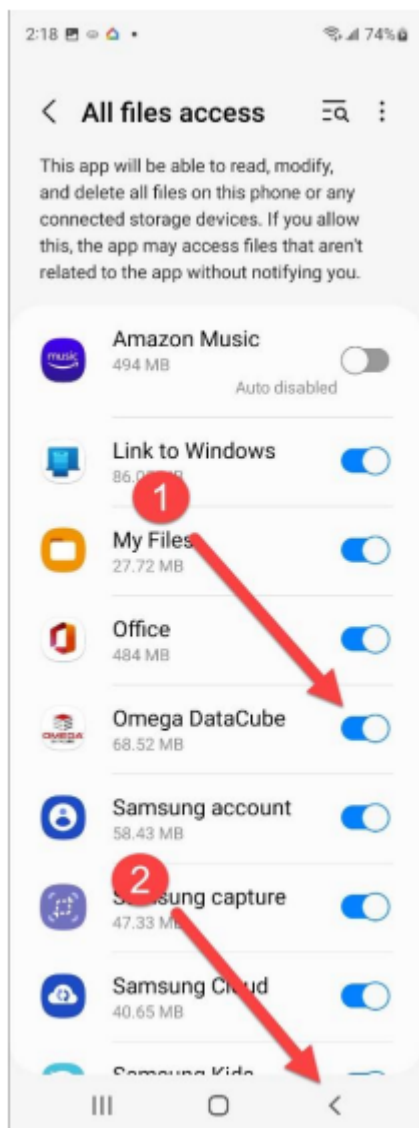 2:18 74%
All files access
This app will be able to read, modify,
and delete all files on this phone or any
connected storage devices. If you allow
this, the app may access files that aren't
related to the app without notifying you.
music
Amazon Music
494 MB
Auto disabled
Link to Windows
1
My Files
27.72 MB
Office
484 MB
OMEGA
Omega DataCube
68.52 MB
Samsung account
58.43 MB
2
capture
47.33 MB
Samsung Cloud
40.65 MB
Samsung Kids